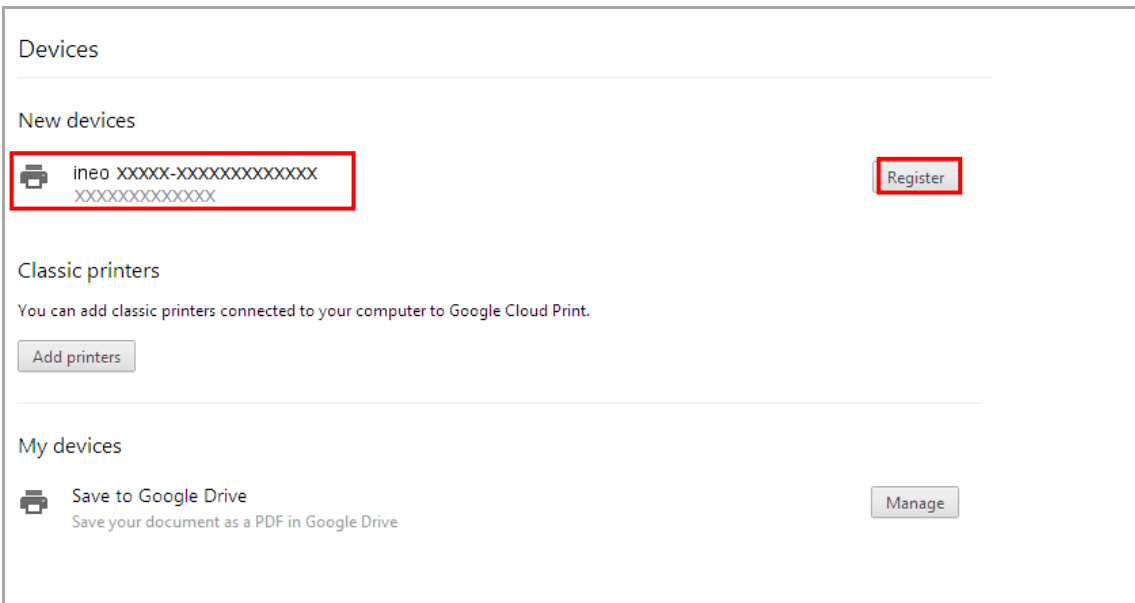 Devices
New devices
ineo XXXXX-XXXXXXXXXXXXX
XXXXXXXXXXXXX
Register
Classic printers
You can add classic printers connected to your computer to Google Cloud Print.
Add printers
My devices
Save to Google Drive
Save your document as a PDF in Google Drive
Manage